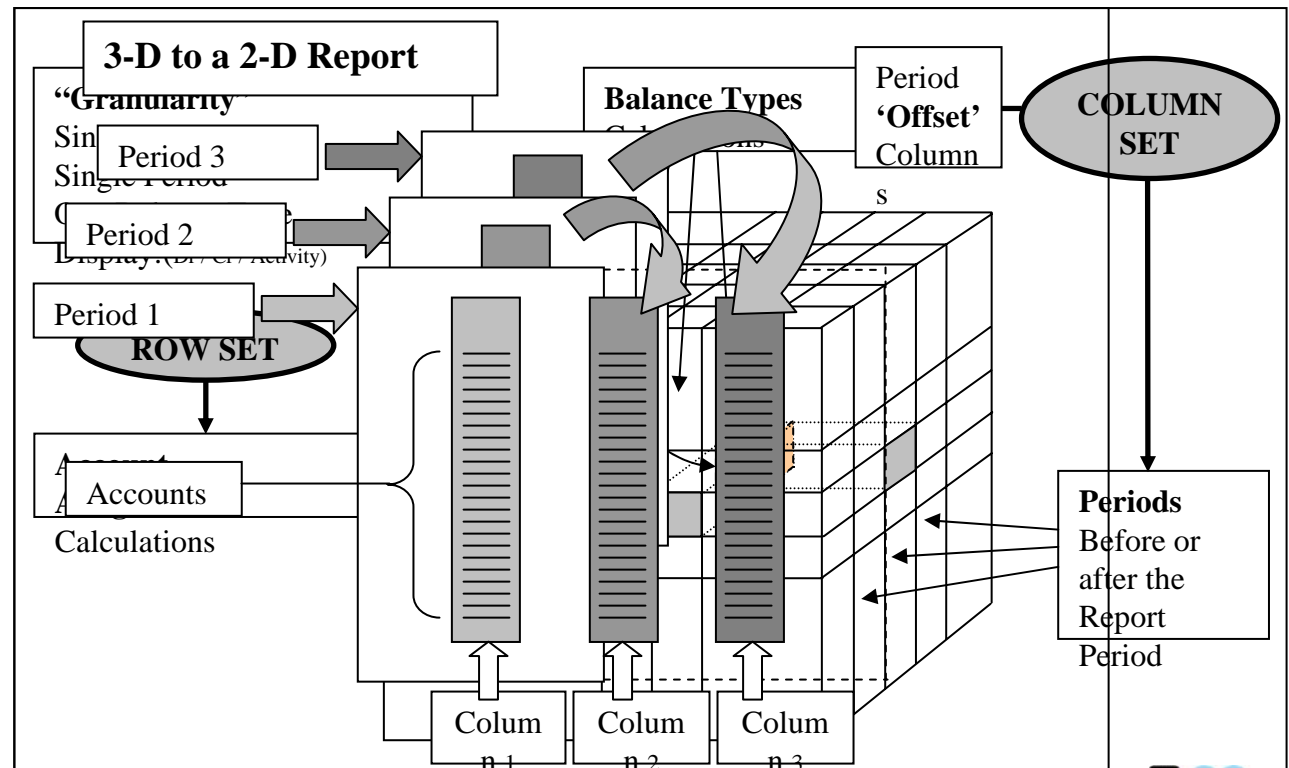 3-D to a 2-D Report
“Granularity”
Single Period
Display:(Dr / Cr / Activity)
Period 3
Period 2
Period 1
ROW SET
Accounts
Calculations
Balance Types
Period
‘Offset’
Column
s
COLUMN
SET
Periods
Before or
after the
Report
Period
Colum
n 1
Colum
n 2
Colum
n 3